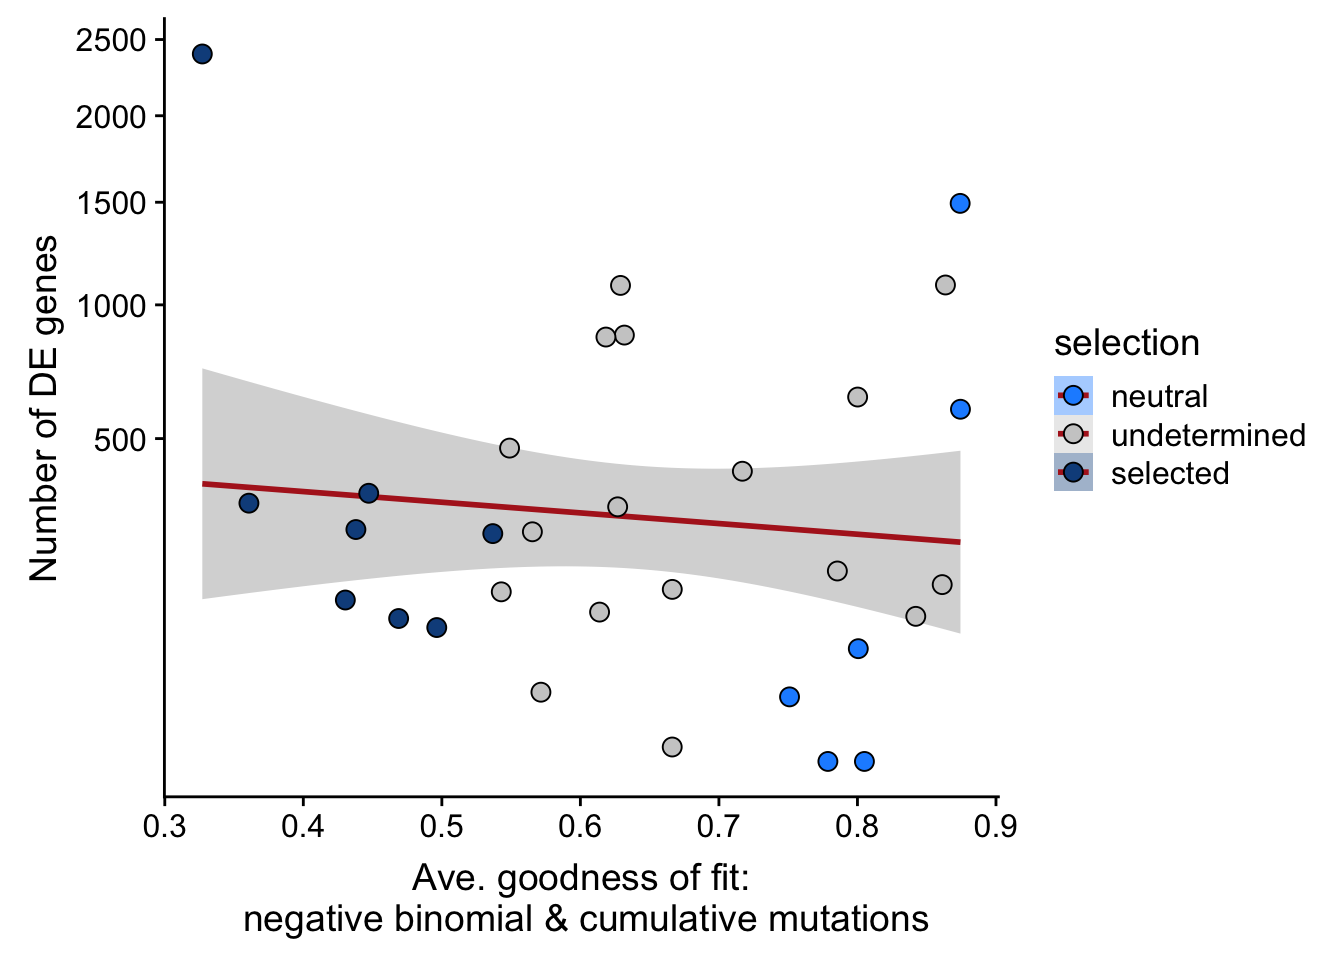 2500
2000
1500
1000
500
Number of DE genes
0.3 0.4 0.5 0.6 0.7 0.8 0.9
Ave. goodness of fit:
negative binomial & cumulative mutations
selection
neutral
undetermined
selected